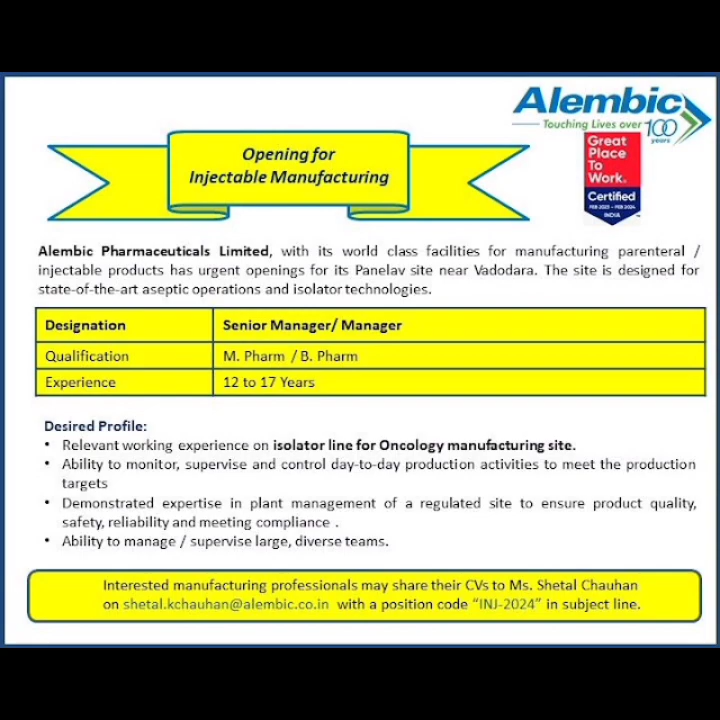 Alembic
Touching Lives over 100 years
Great
Place
To
Work.
Certified
FEB 2023 - FEB 2024
INDIA
Opening for
Injectable Manufacturing
Alembic Pharmaceuticals Limited, with its world class facilities for manufacturing parenteral /
injectable products has urgent openings for its Panelav site near Vadodara. The site is designed for
state-of-the-art aseptic operations and isolator technologies.
Designation Senior Manager/ Manager
Qualification M. Pharm / B. Pharm
Experience 12 to 17 Years
Desired Profile:
• Relevant working experience on isolator line for Oncology manufacturing site.
• Ability to monitor, supervise and control day-to-day production activities to meet the production
targets
• Demonstrated expertise in plant management of a regulated site to ensure product quality,
safety, reliability and meeting compliance .
• Ability to manage / supervise large, diverse teams.
Interested manufacturing professionals may share their CVs to Ms. Shetal Chauhan
on shetal.kchauhan@alembic.co.in with a position code “INJ-2024” in subject line.